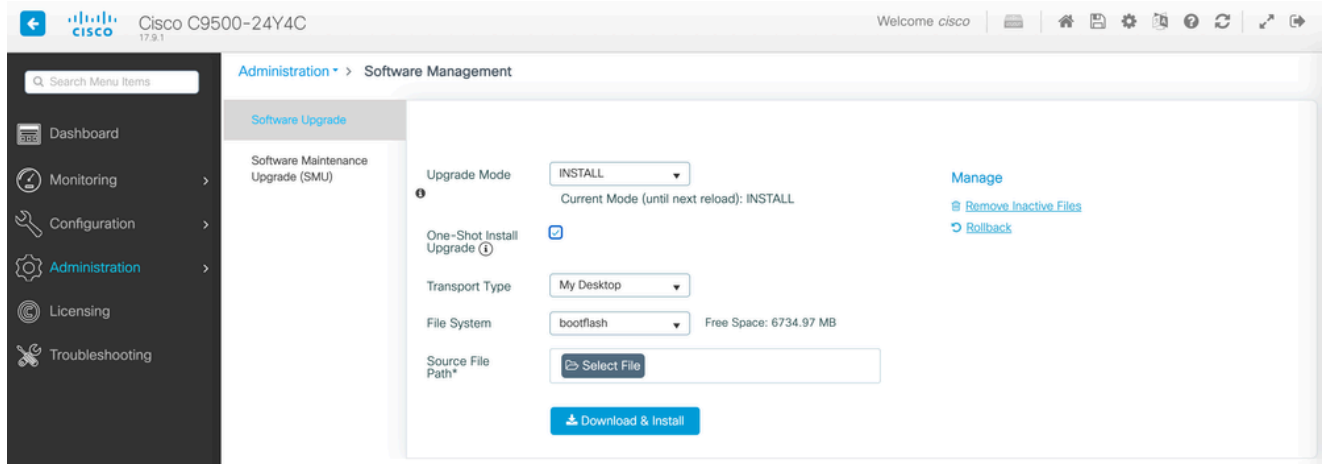 CISCO
Cisco C9500-24Y4C
17.9.1
Welcome cisco
Search Menu Items
Dashboard
Monitoring
Configuration
Administration
Licensing
Troubleshooting
Administration > Software Management
Software Upgrade
Software Maintenance
Upgrade (SMU)
Upgrade Mode
INSTALL
Current Mode (until next reload): INSTALL
One-Shot Install
Upgrade
Transport Type
My Desktop
File System
bootflash
Free Space: 6734.97 MB
Source File
Path*
Select File
Download & Install
Manage
Remove Inactive Files
Rollback